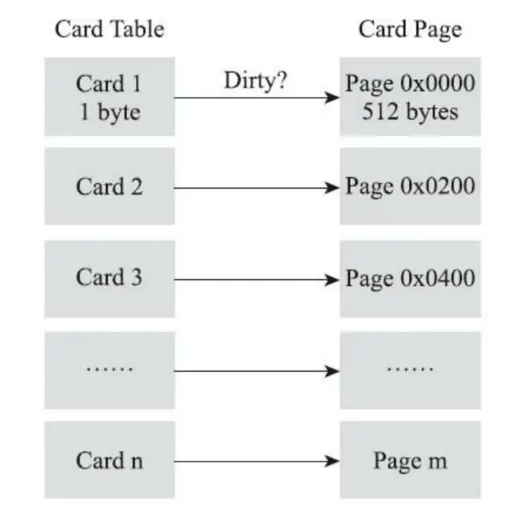 Card Table
Card Page
Card 1
1 byte
Dirty?
Page 0x0000
512 bytes
Card 2
Page 0x0200
Card 3
Page 0x0400
······
······
Card n
Page m